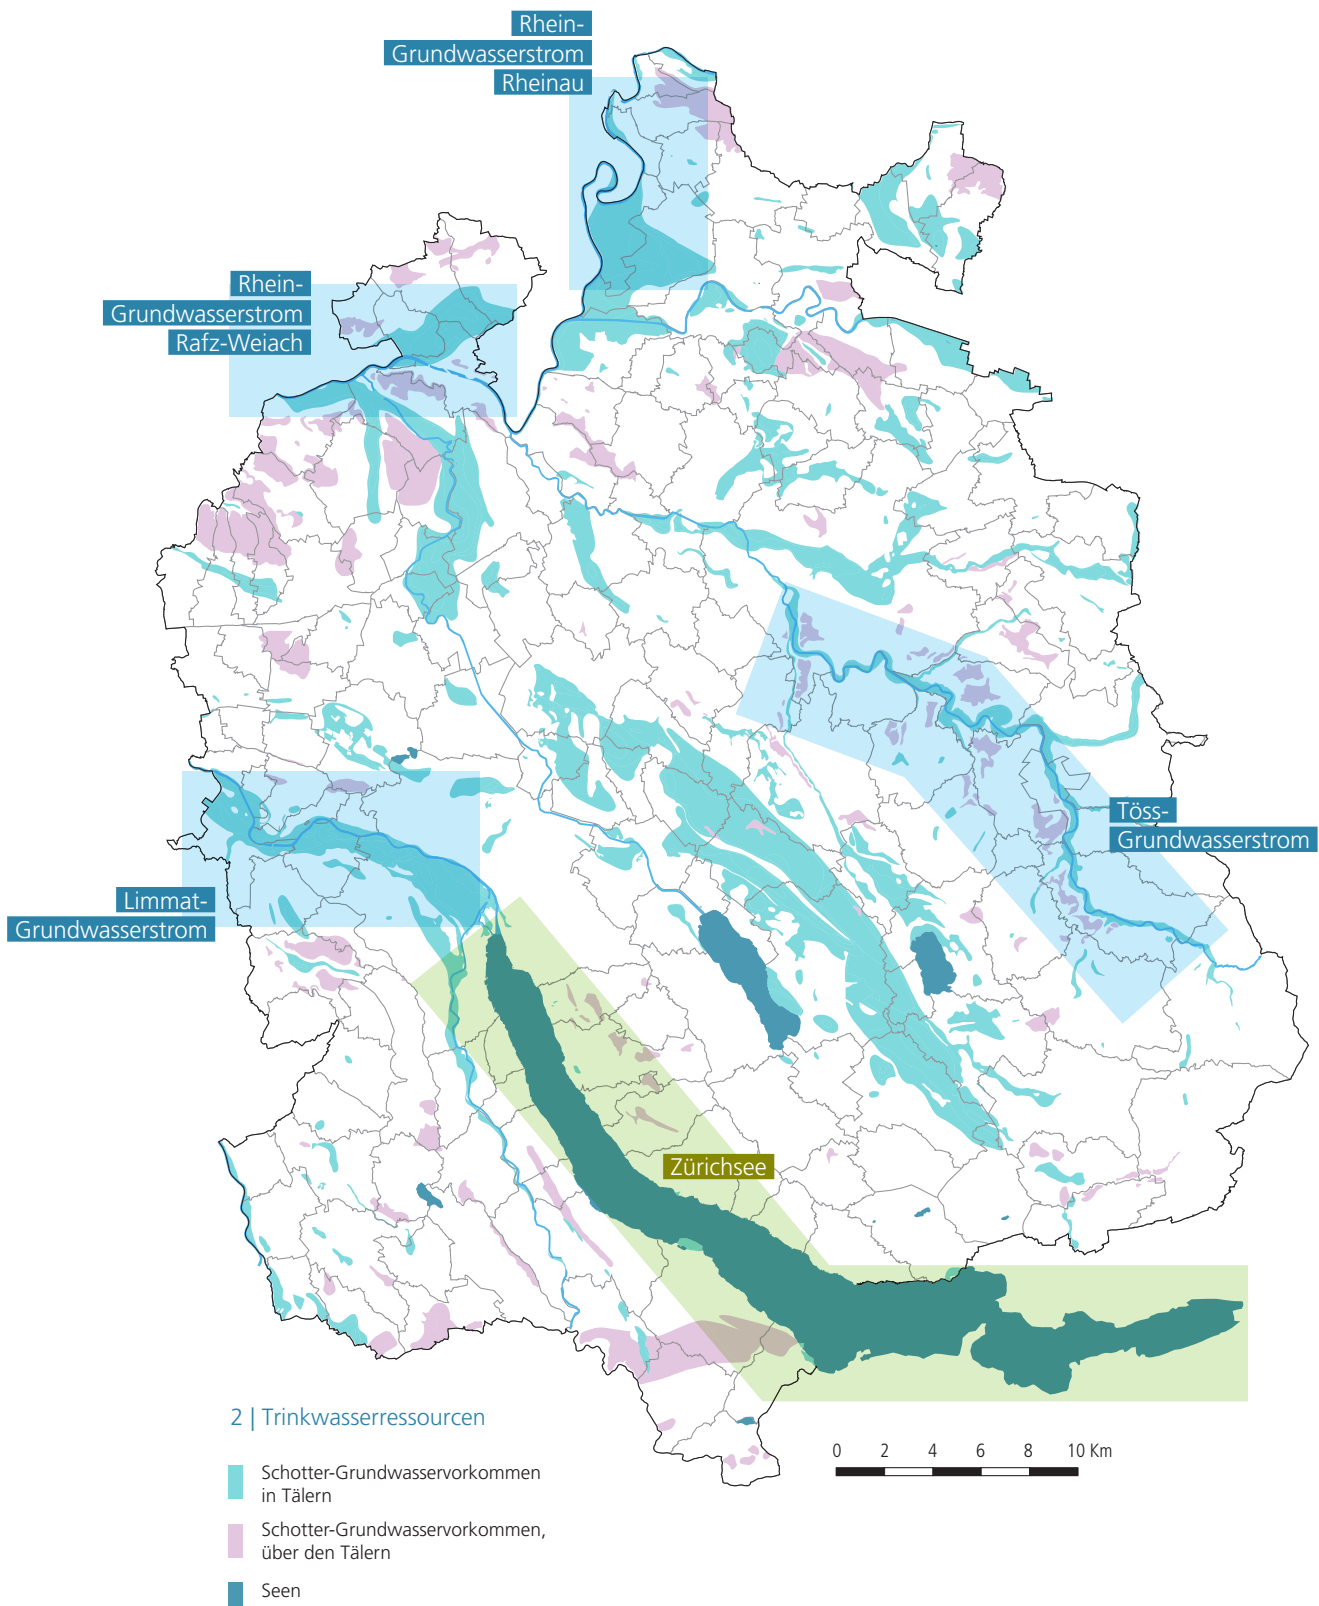 Rhein-
Grundwasserstrom
Rheinau
Rhein-
Grundwasserstrom
Rafz-Weiach
Töss-
Grundwasserstrom
Limmat-
Grundwasserstrom
Zürichsee
2 | Trinkwasserressourcen
0 2 4 6 8 10 Km
Schotter-Grundwasservorkommen
in Tälern
Schotter-Grundwasservorkommen,
über den Tälern
Seen